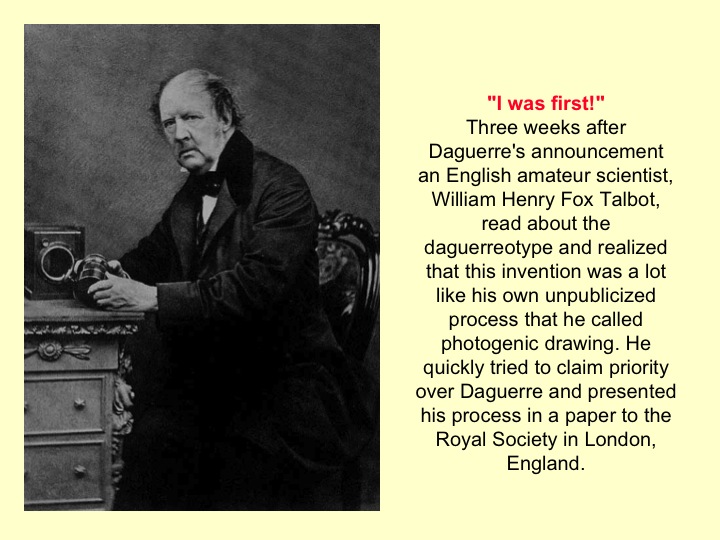 "I was first!"
Three weeks after
Daguerre's announcement
an English amateur scientist,
William Henry Fox Talbot,
read about the
daguerreotype and realized
that this invention was a lot
like his own unpublicized
process that he called
photogenic drawing. He
quickly tried to claim priority
over Daguerre and presented
his process in a paper to the
Royal Society in London,
England.